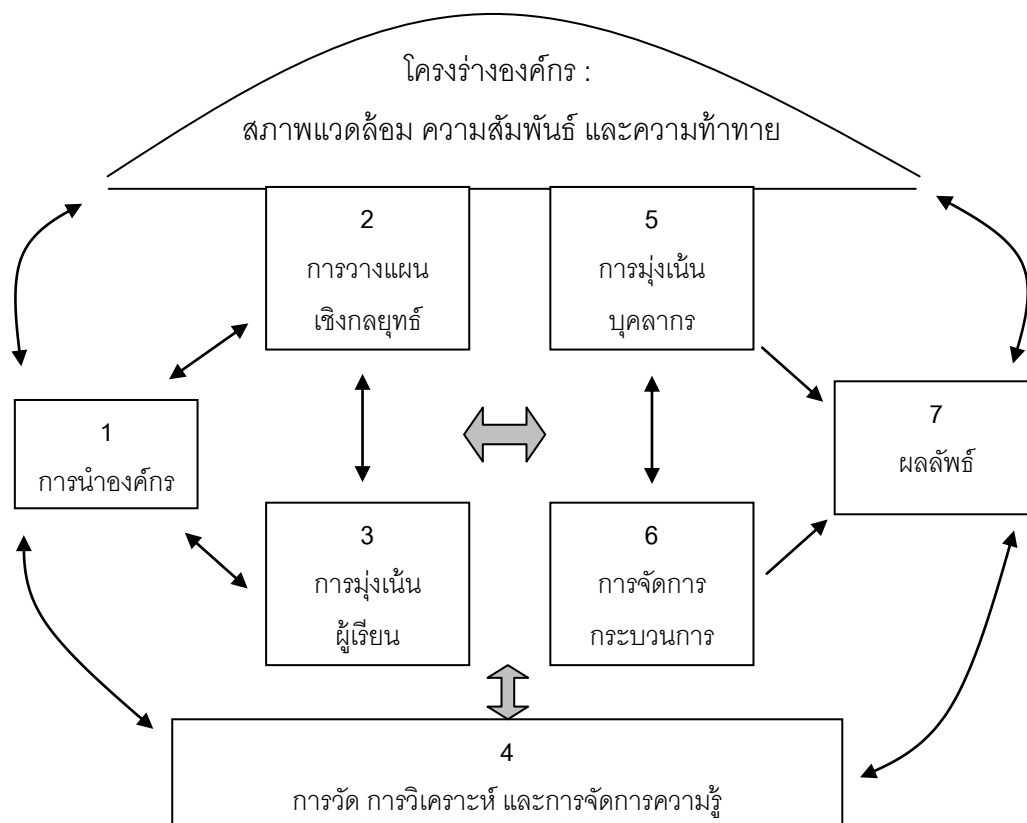 โครงร่างองค์กร :
สภาพแวดล้อม ความสัมพันธ์ และความท้าทาย
2
การวางแผน
เชิงกลยุทธ์
5
การมุ่งเน้น
บุคลากร
1
การนำองค์กร
7
ผลลัพธ์
3
การมุ่งเน้น
ผู้เรียน
6
การจัดการ
กระบวนการ
4
การวัด การวิเคราะห์ และการจัดการความรู้